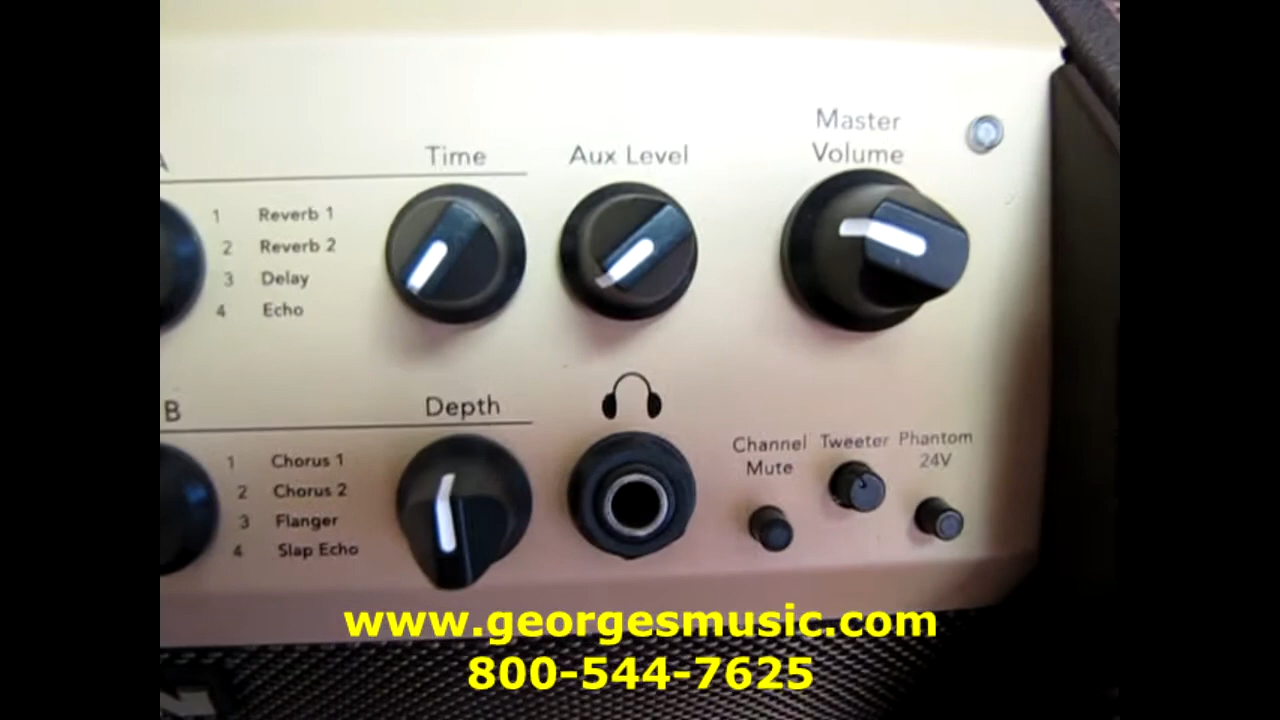 A
Time
Aux Level
Master
Volume
1 Reverb 1
2 Reverb 2
3 Delay
4 Echo
B
Depth
1 Chorus 1
2 Chorus 2
3 Flanger
4 Slap Echo
Channel
Mute
Tweeter
Phantom
24V
www.georgesmusic.com
800-544-7625